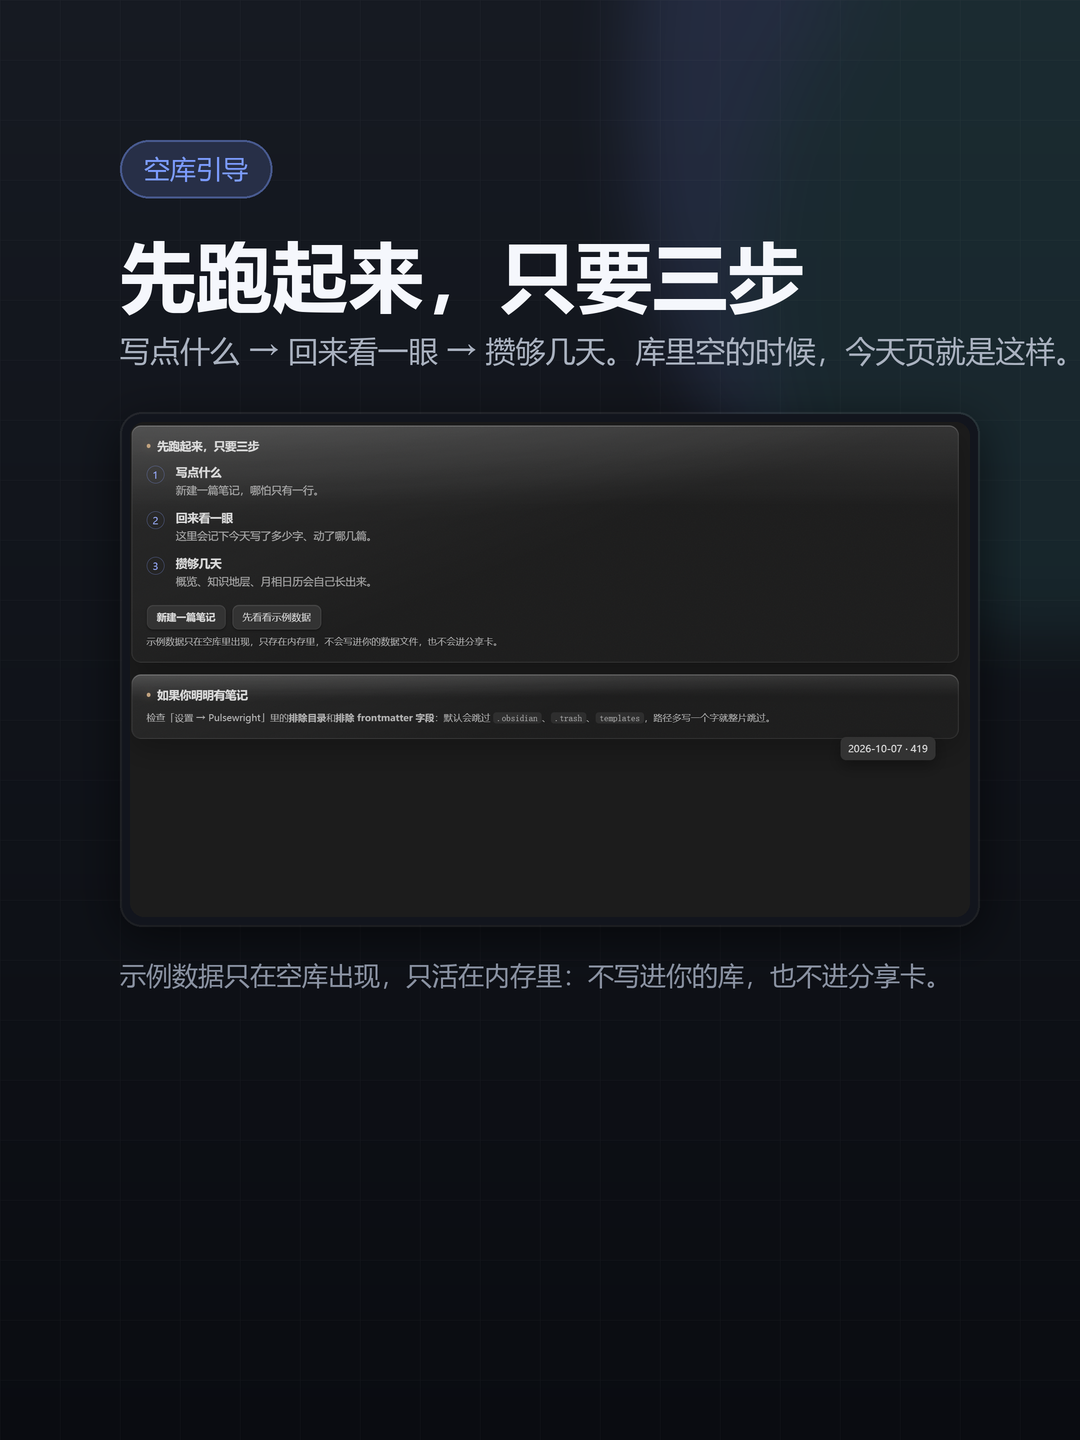 空库引导
先跑起来，只要三步
写点什么 → 回来看一眼 → 攒够几天。库里空的时候，今天页就是这样。
• 先跑起来，只要三步
1 写点什么
新建一篇笔记，哪怕只有一行。
2 回来看一眼
这里会记下今天写了多少字、动了哪几篇。
3 攒够几天
概览、知识地层、月相日历会自己长出来。
新建一篇笔记 先看看示例数据
示例数据只在空库里出现，只存在内存里，不会写进你的数据文件，也不会进分享卡。
• 如果你明明有笔记
检查「设置 → Pulsewright」里的排除目录和排除 frontmatter 字段：默认会跳过 .obsidian、.trash、templates，路径多写一个字就整片跳过。
2026-10-07 · 419
示例数据只在空库出现，只活在内存里：不写进你的库，也不进分享卡。